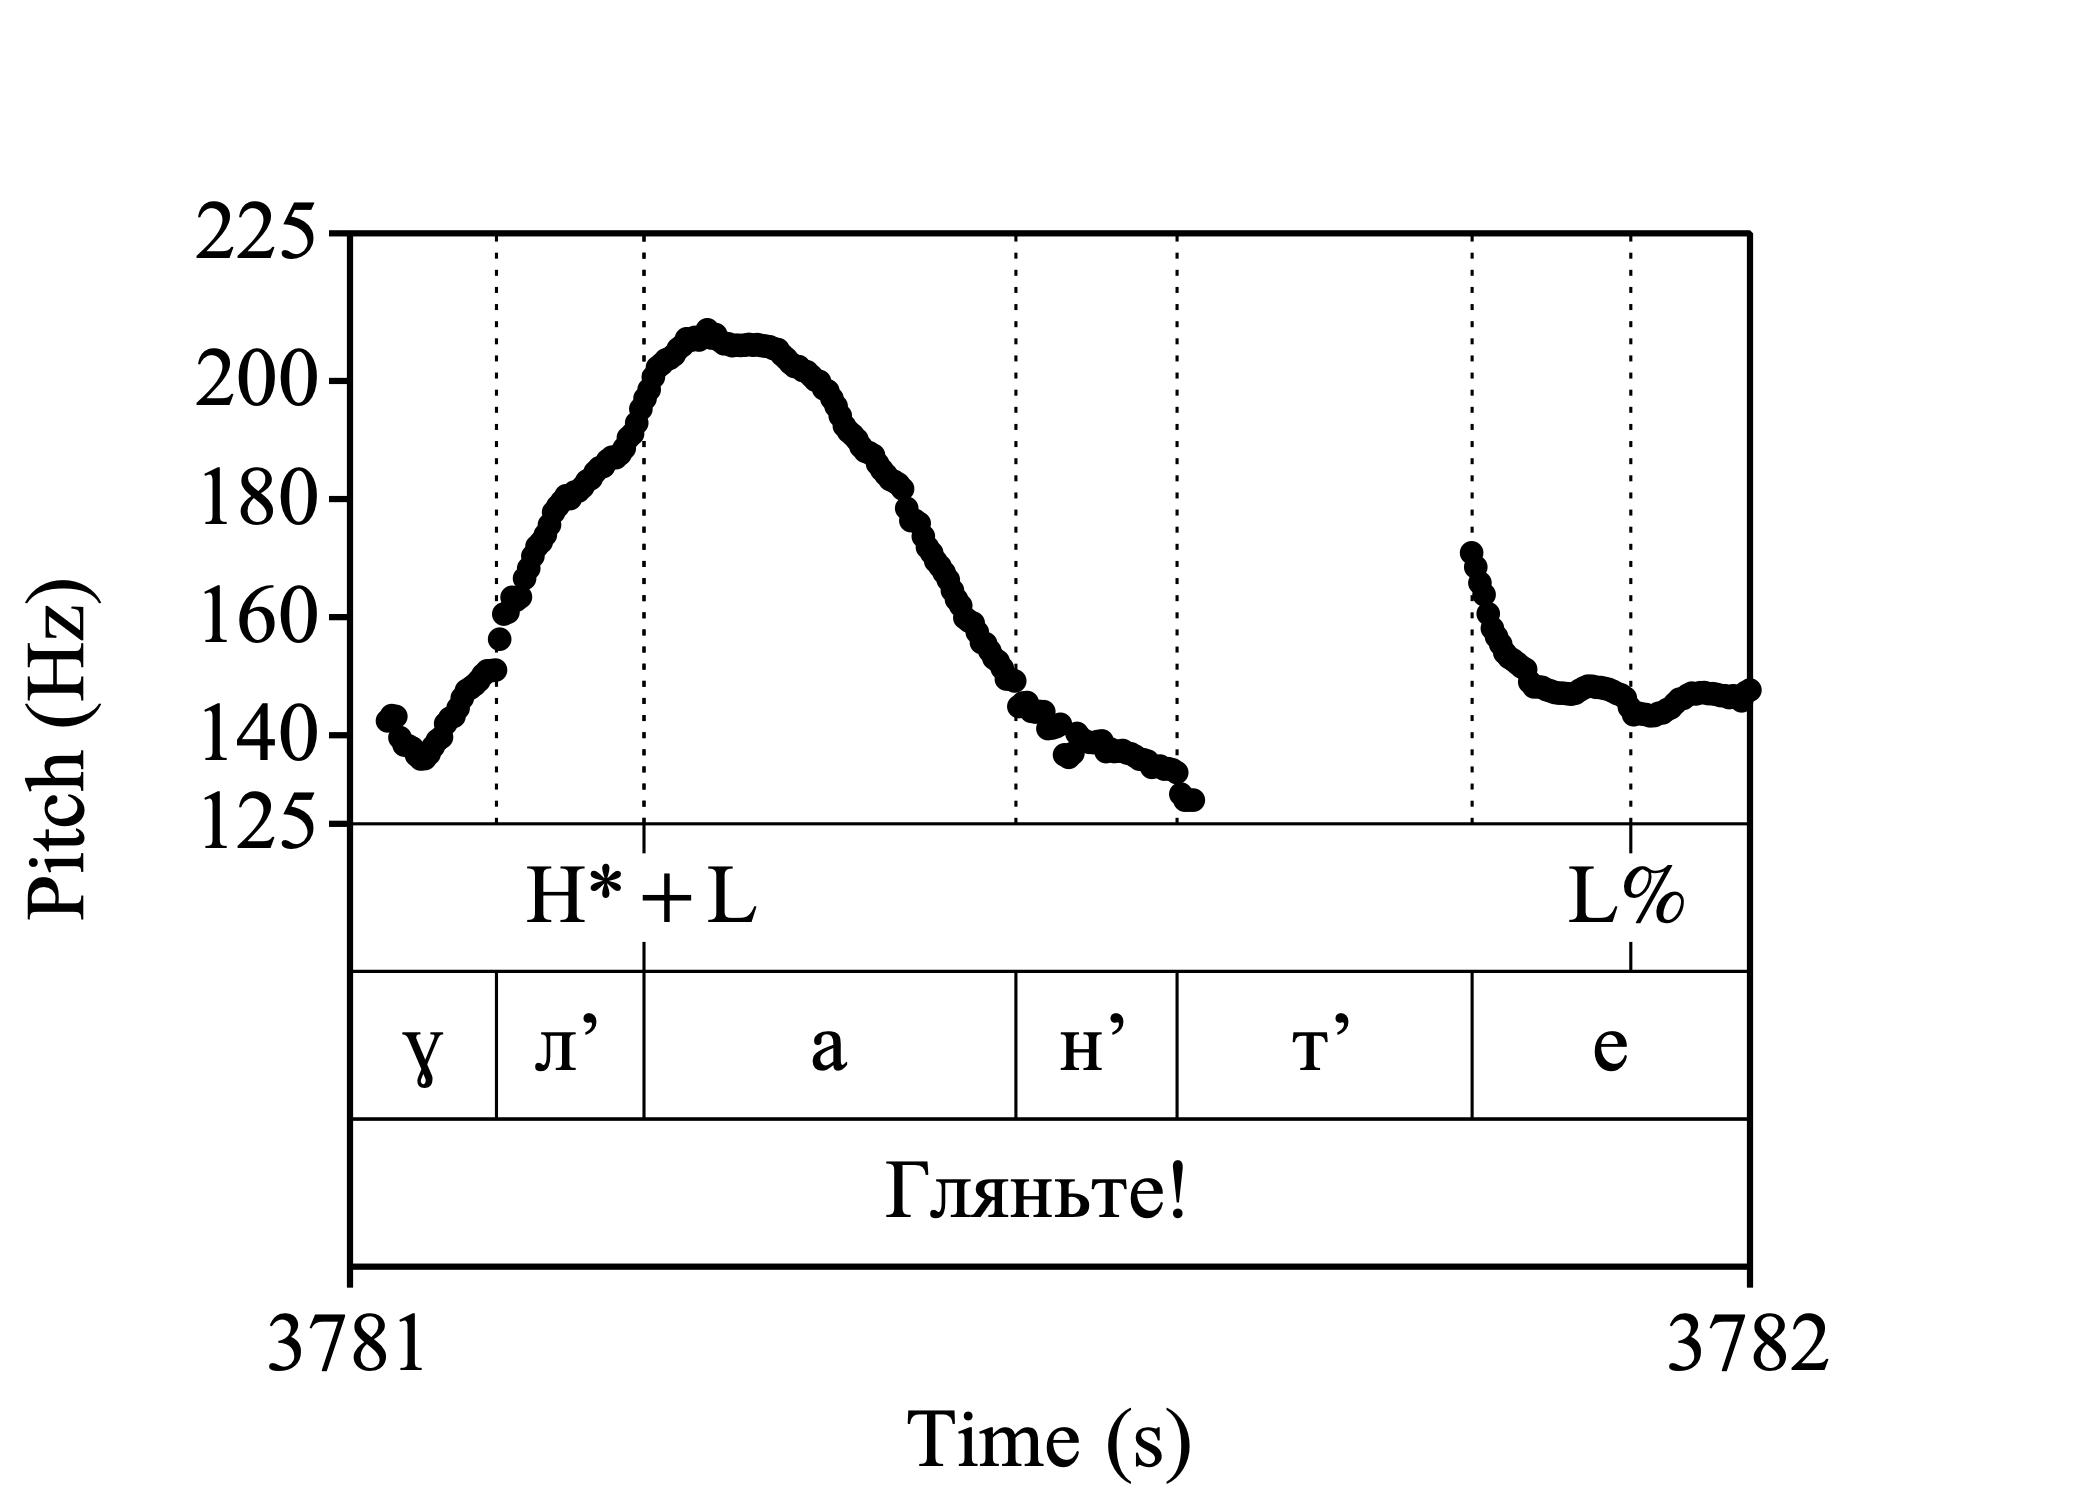 225
200
180
160
140
125
Pitch (Hz)
H*+L L%
ɣ л’ а н’ т’ е
Гляньте!
3781 3782
Time (s)